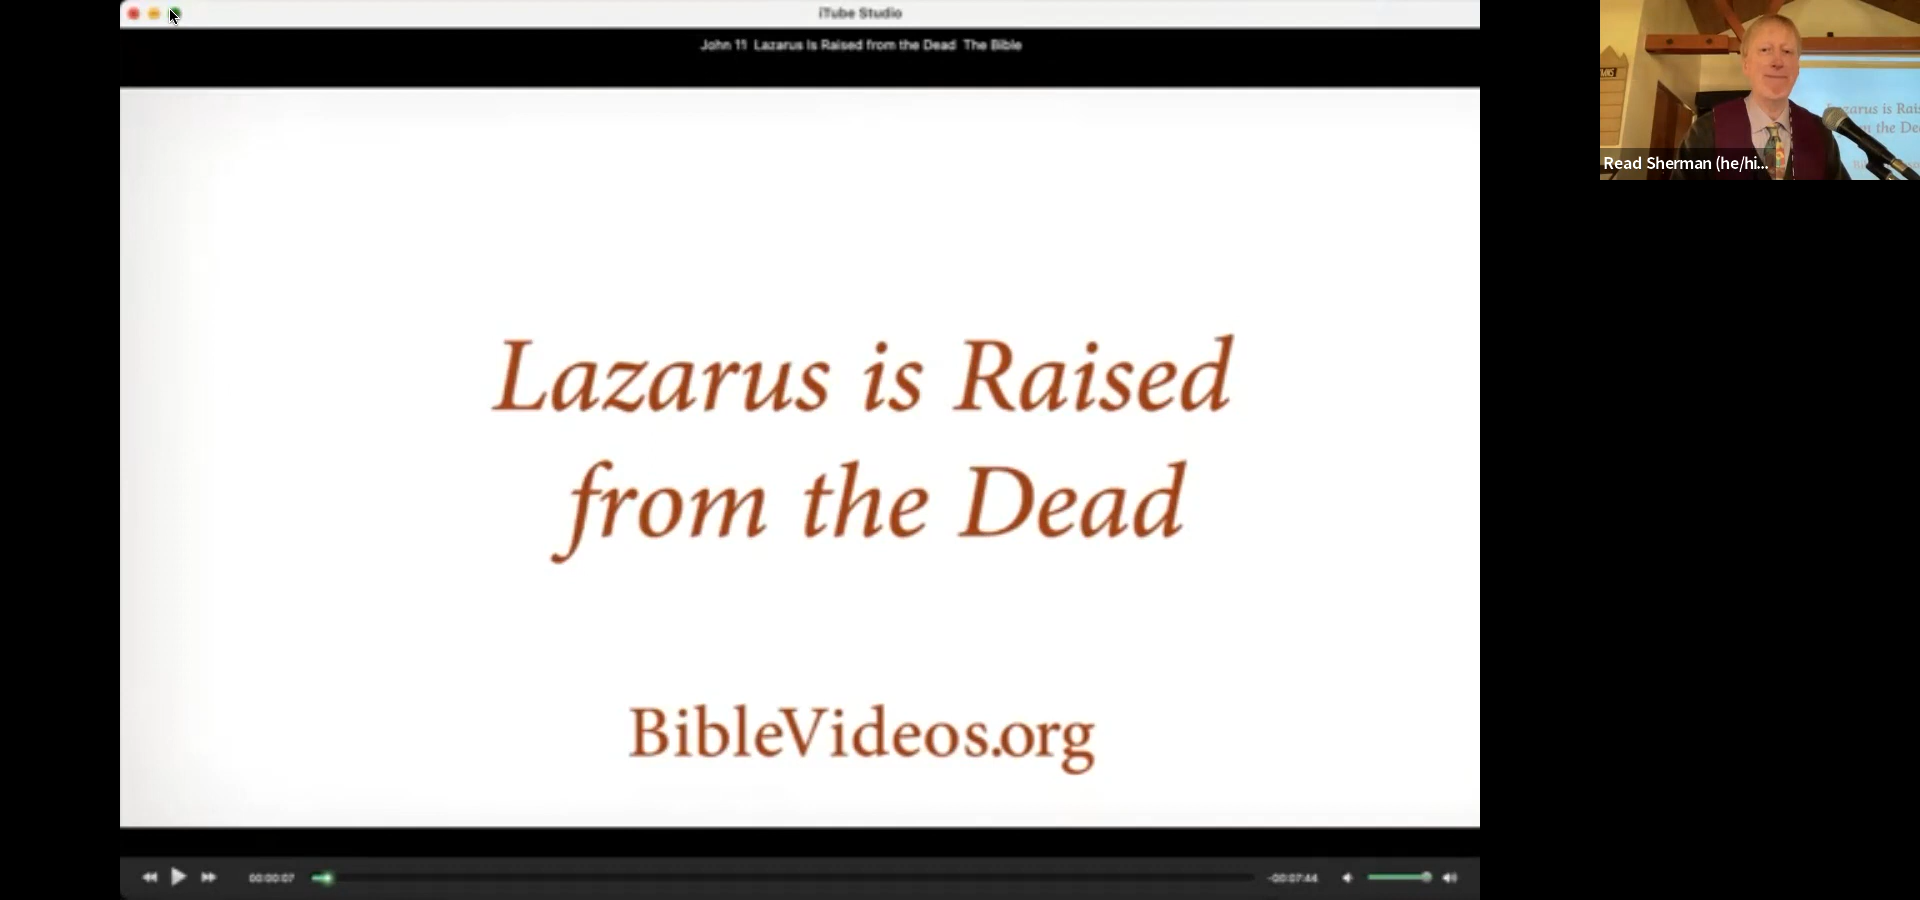 iTube Studio
John 11 Lazarus Is Raised from the Dead The Bible
Lazarus is Raised
from the Dead
BibleVideos.org
00:00:07
-00:07:44
Read Sherman (he/hi...